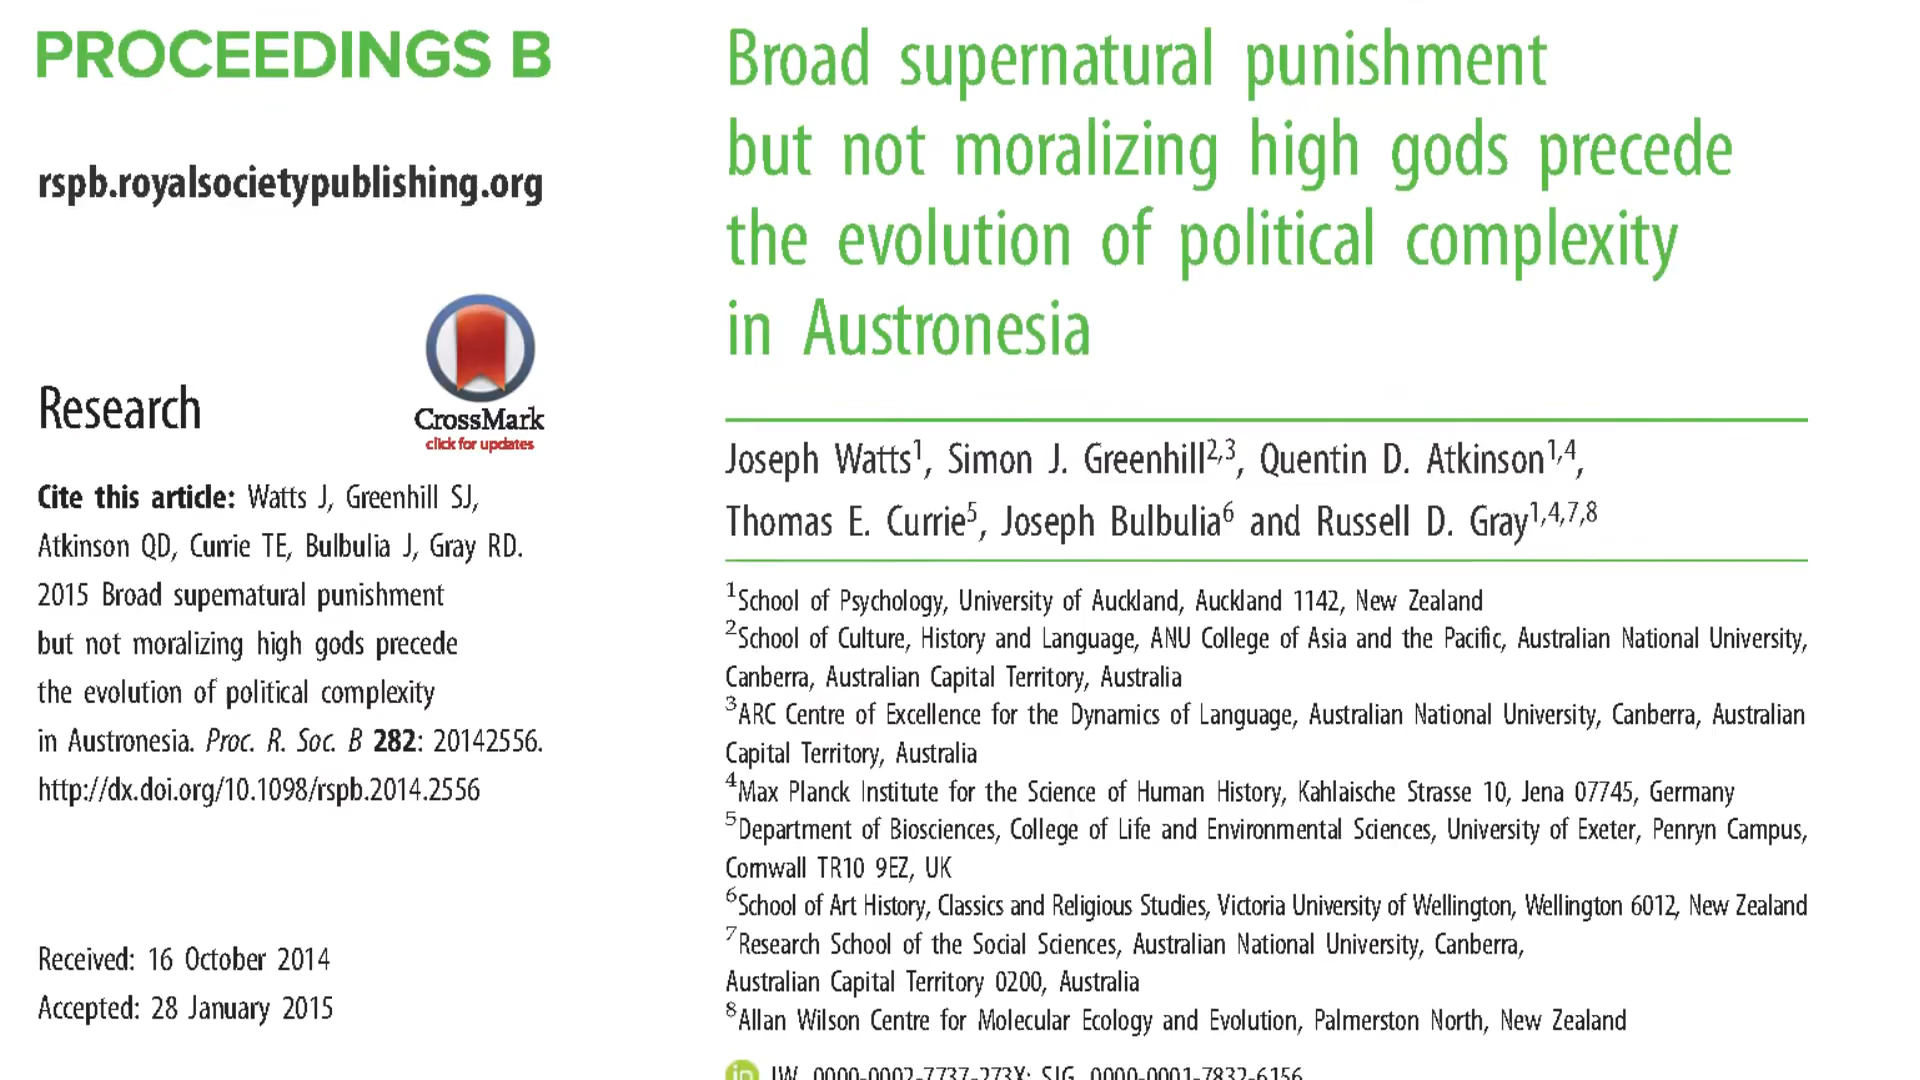 PROCEEDINGS B
rspb.royalsocietypublishing.org
Research
CrossMark
click for updates
Cite this article: Watts J, Greenhill SJ,
Atkinson QD, Currie TE, Bulbulia J, Gray RD.
2015 Broad supernatural punishment
but not moralizing high gods precede
the evolution of political complexity
in Austronesia. Proc. R. Soc. B 282: 20142556.
http://dx.doi.org/10.1098/rspb.2014.2556
Received: 16 October 2014
Accepted: 28 January 2015
Broad supernatural punishment
but not moralizing high gods precede
the evolution of political complexity
in Austronesia
Joseph Watts1, Simon J. Greenhill2,3, Quentin D. Atkinson1,4,
Thomas E. Currie5, Joseph Bulbulia6 and Russell D. Gray1,4,7,8
1School of Psychology, University of Auckland, Auckland 1142, New Zealand
2School of Culture, History and Language, ANU College of Asia and the Pacific, Australian National University,
Canberra, Australian Capital Territory, Australia
3ARC Centre of Excellence for the Dynamics of Language, Australian National University, Canberra, Australian
Capital Territory, Australia
4Max Planck Institute for the Science of Human History, Kahlaische Strasse 10, Jena 07745, Germany
5Department of Biosciences, College of Life and Environmental Sciences, University of Exeter, Penryn Campus,
Cornwall TR10 9EZ, UK
6School of Art History, Classics and Religious Studies, Victoria University of Wellington, Wellington 6012, New Zealand
7Research School of the Social Sciences, Australian National University, Canberra,
Australian Capital Territory 0200, Australia
8Allan Wilson Centre for Molecular Ecology and Evolution, Palmerston North, New Zealand
iD JW, 0000-0002-7737-273X; SJG, 0000-0001-7832-6156